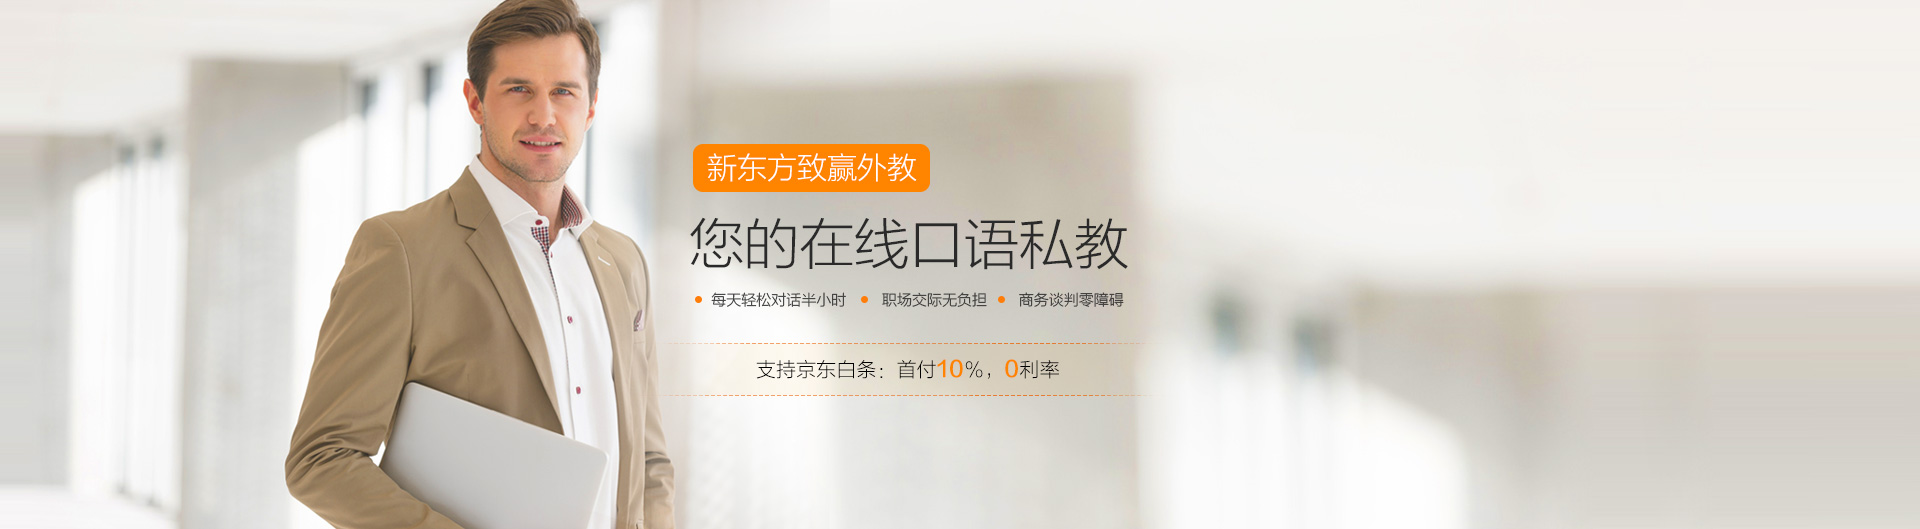 新东方致赢外教
您的在线口语私教
• 每天轻松对话半小时 • 职场交际无负担 • 商务谈判零障碍
支持京东白条：首付10%，0利率